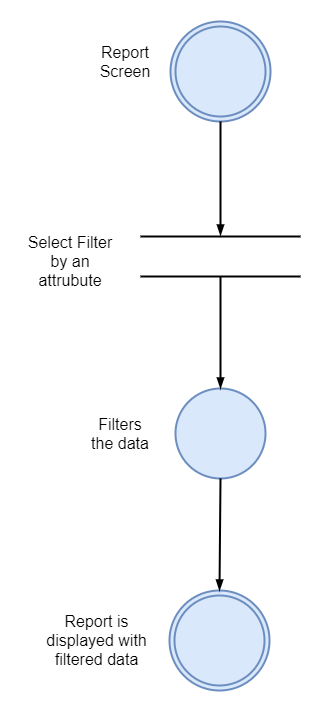 Report
Screen
Select Filter
by an
attrubute
Filters
the data
Report is
displayed with
filtered data